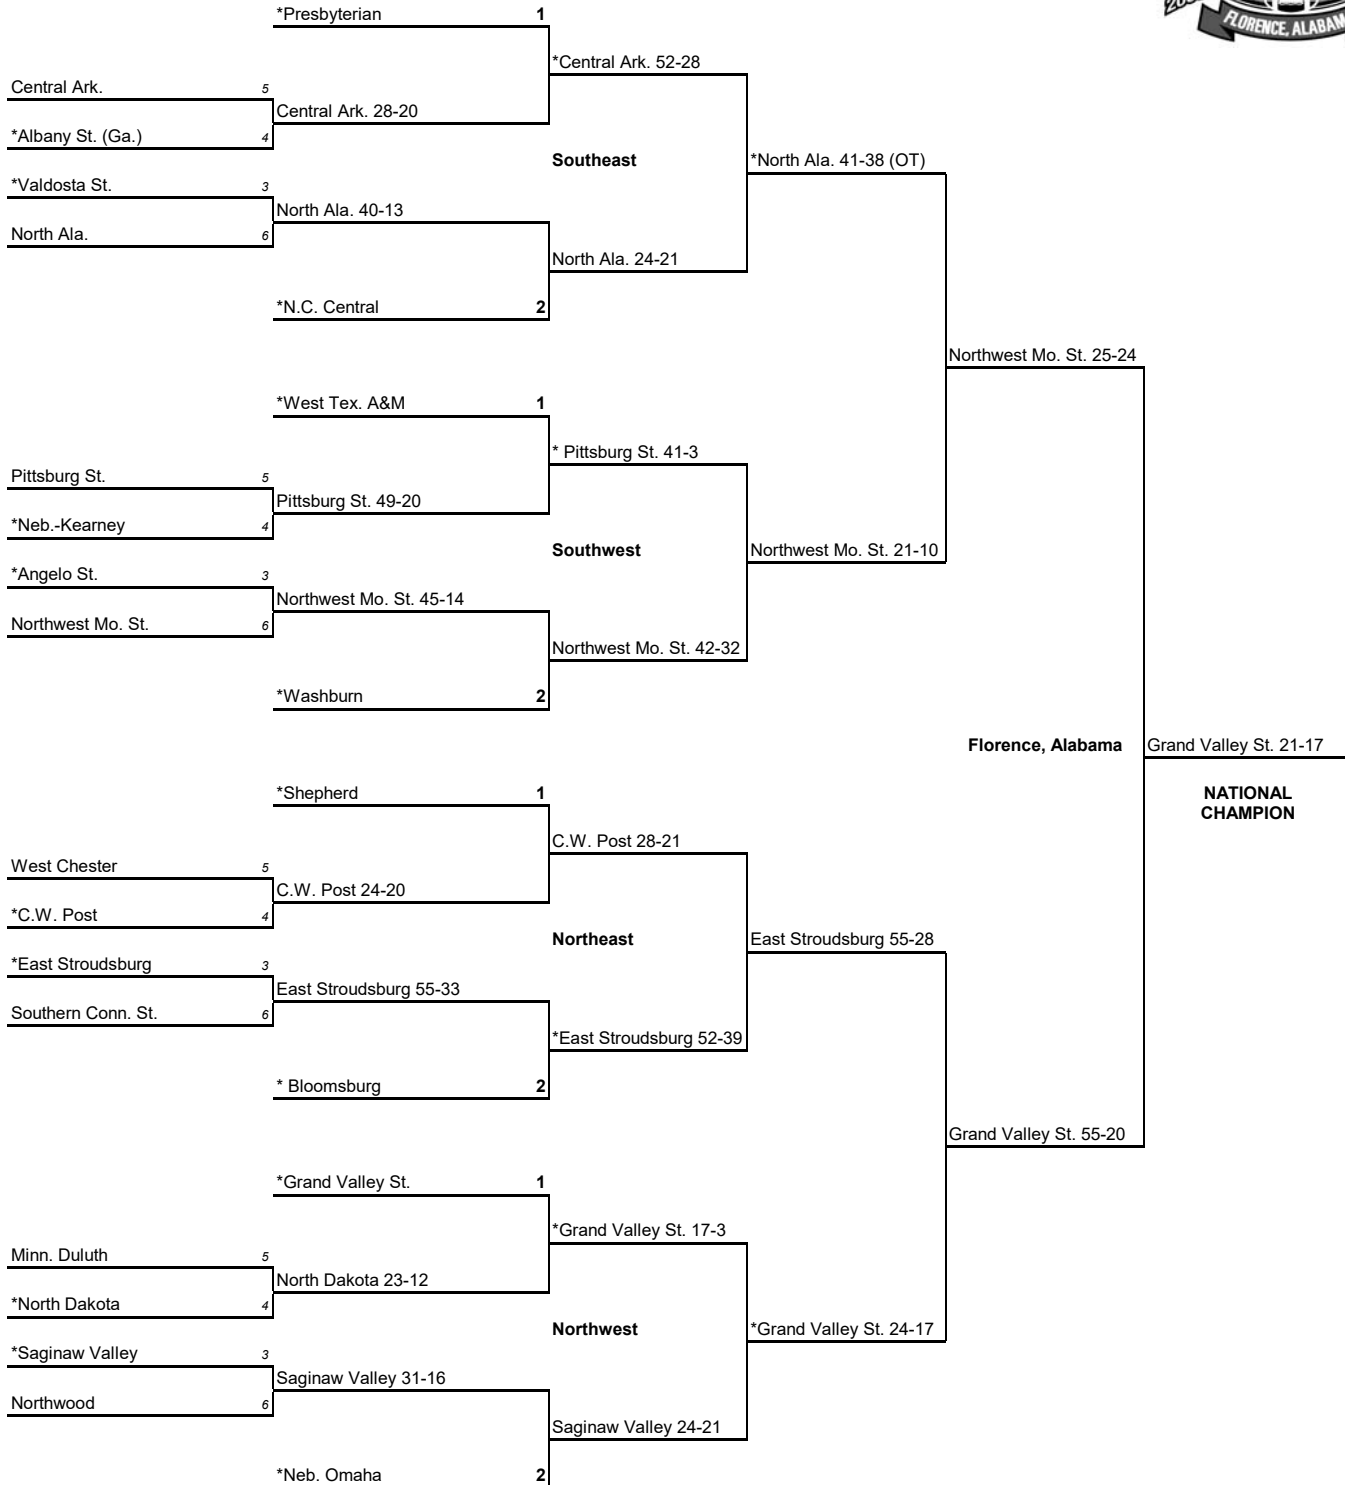 *Presbyterian 1
FLORENCE, ALABAM
*Central Ark. 52-28
Central Ark. 5
Central Ark. 28-20
*Albany St. (Ga.) 4
Southeast
*North Ala. 41-38 (OT)
*Valdosta St. 3
North Ala. 40-13
North Ala. 6
North Ala. 24-21
*N.C. Central 2
Northwest Mo. St. 25-24
*West Tex. A&M 1
* Pittsburg St. 41-3
Pittsburg St. 5
Pittsburg St. 49-20
*Neb.-Kearney 4
Southwest
Northwest Mo. St. 21-10
*Angelo St. 3
Northwest Mo. St. 45-14
Northwest Mo. St. 6
Northwest Mo. St. 42-32
*Washburn 2
Florence, Alabama
Grand Valley St. 21-17
*Shepherd 1
NATIONAL
CHAMPION
C.W. Post 28-21
West Chester 5
C.W. Post 24-20
*C.W. Post 4
Northeast
East Stroudsburg 55-28
*East Stroudsburg 3
East Stroudsburg 55-33
Southern Conn. St. 6
*East Stroudsburg 52-39
* Bloomsburg 2
Grand Valley St. 55-20
*Grand Valley St. 1
*Grand Valley St. 17-3
Minn. Duluth 5
North Dakota 23-12
*North Dakota 4
Northwest
*Grand Valley St. 24-17
*Saginaw Valley 3
Saginaw Valley 31-16
Northwood 6
Saginaw Valley 24-21
*Neb. Omaha 2